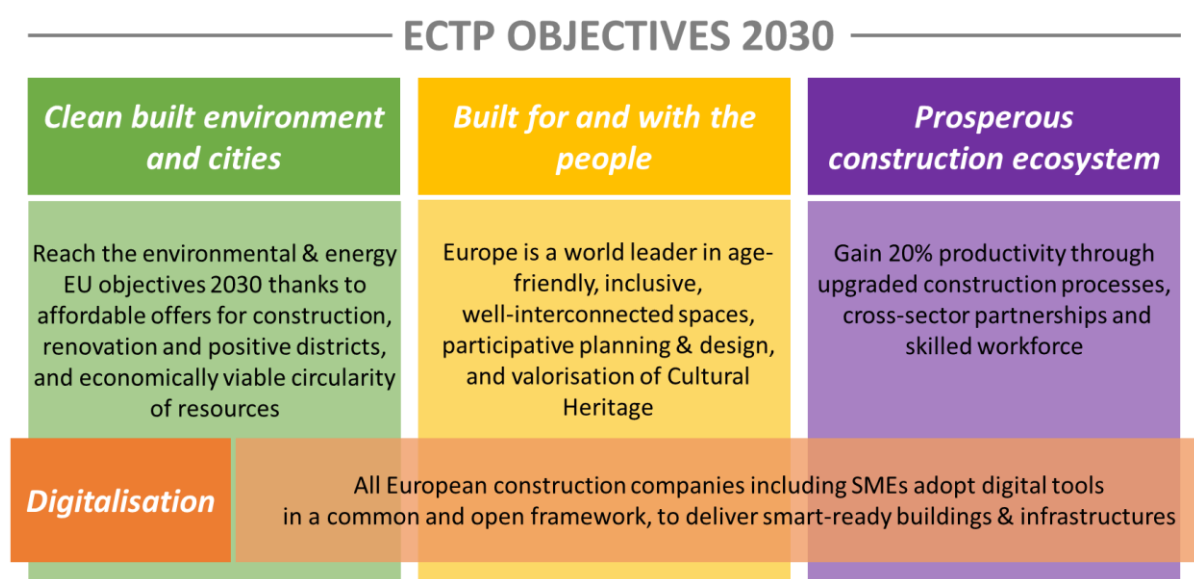 ECTP OBJECTIVES 2030
Clean built environment
and cities
Reach the environmental & energy
EU objectives 2030 thanks to
affordable offers for construction,
renovation and positive districts,
and economically viable circularity
of resources
Built for and with the
people
Europe is a world leader in age-
friendly, inclusive,
well-interconnected spaces,
participative planning & design,
and valorisation of Cultural
Heritage
Prosperous
construction ecosystem
Gain 20% productivity through
upgraded construction processes,
cross-sector partnerships and
skilled workforce
Digitalisation
All European construction companies including SMEs adopt digital tools
in a common and open framework, to deliver smart-ready buildings & infrastructures